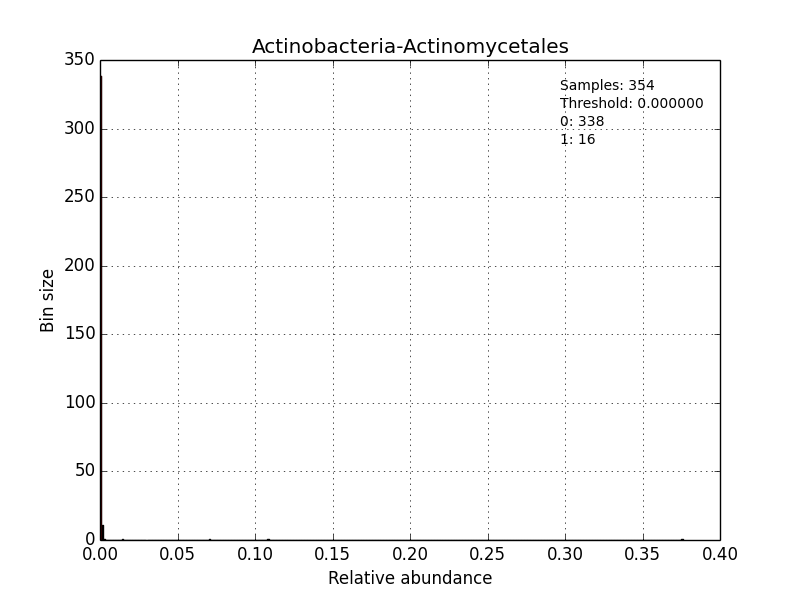 Actinobacteria-Actinomycetales
Samples: 354
Threshold: 0.000000
0: 338
1: 16
350
300
250
200
150
100
50
0
Bin size
0.00 0.05 0.10 0.15 0.20 0.25 0.30 0.35 0.40
Relative abundance